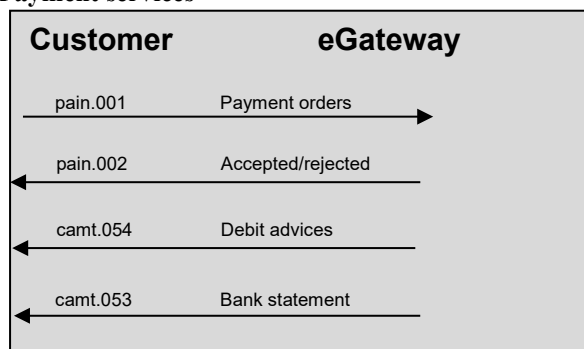 Payment services
Customer eGateway
pain.001 Payment orders
pain.002 Accepted/rejected
camt.054 Debit advices
camt.053 Bank statement